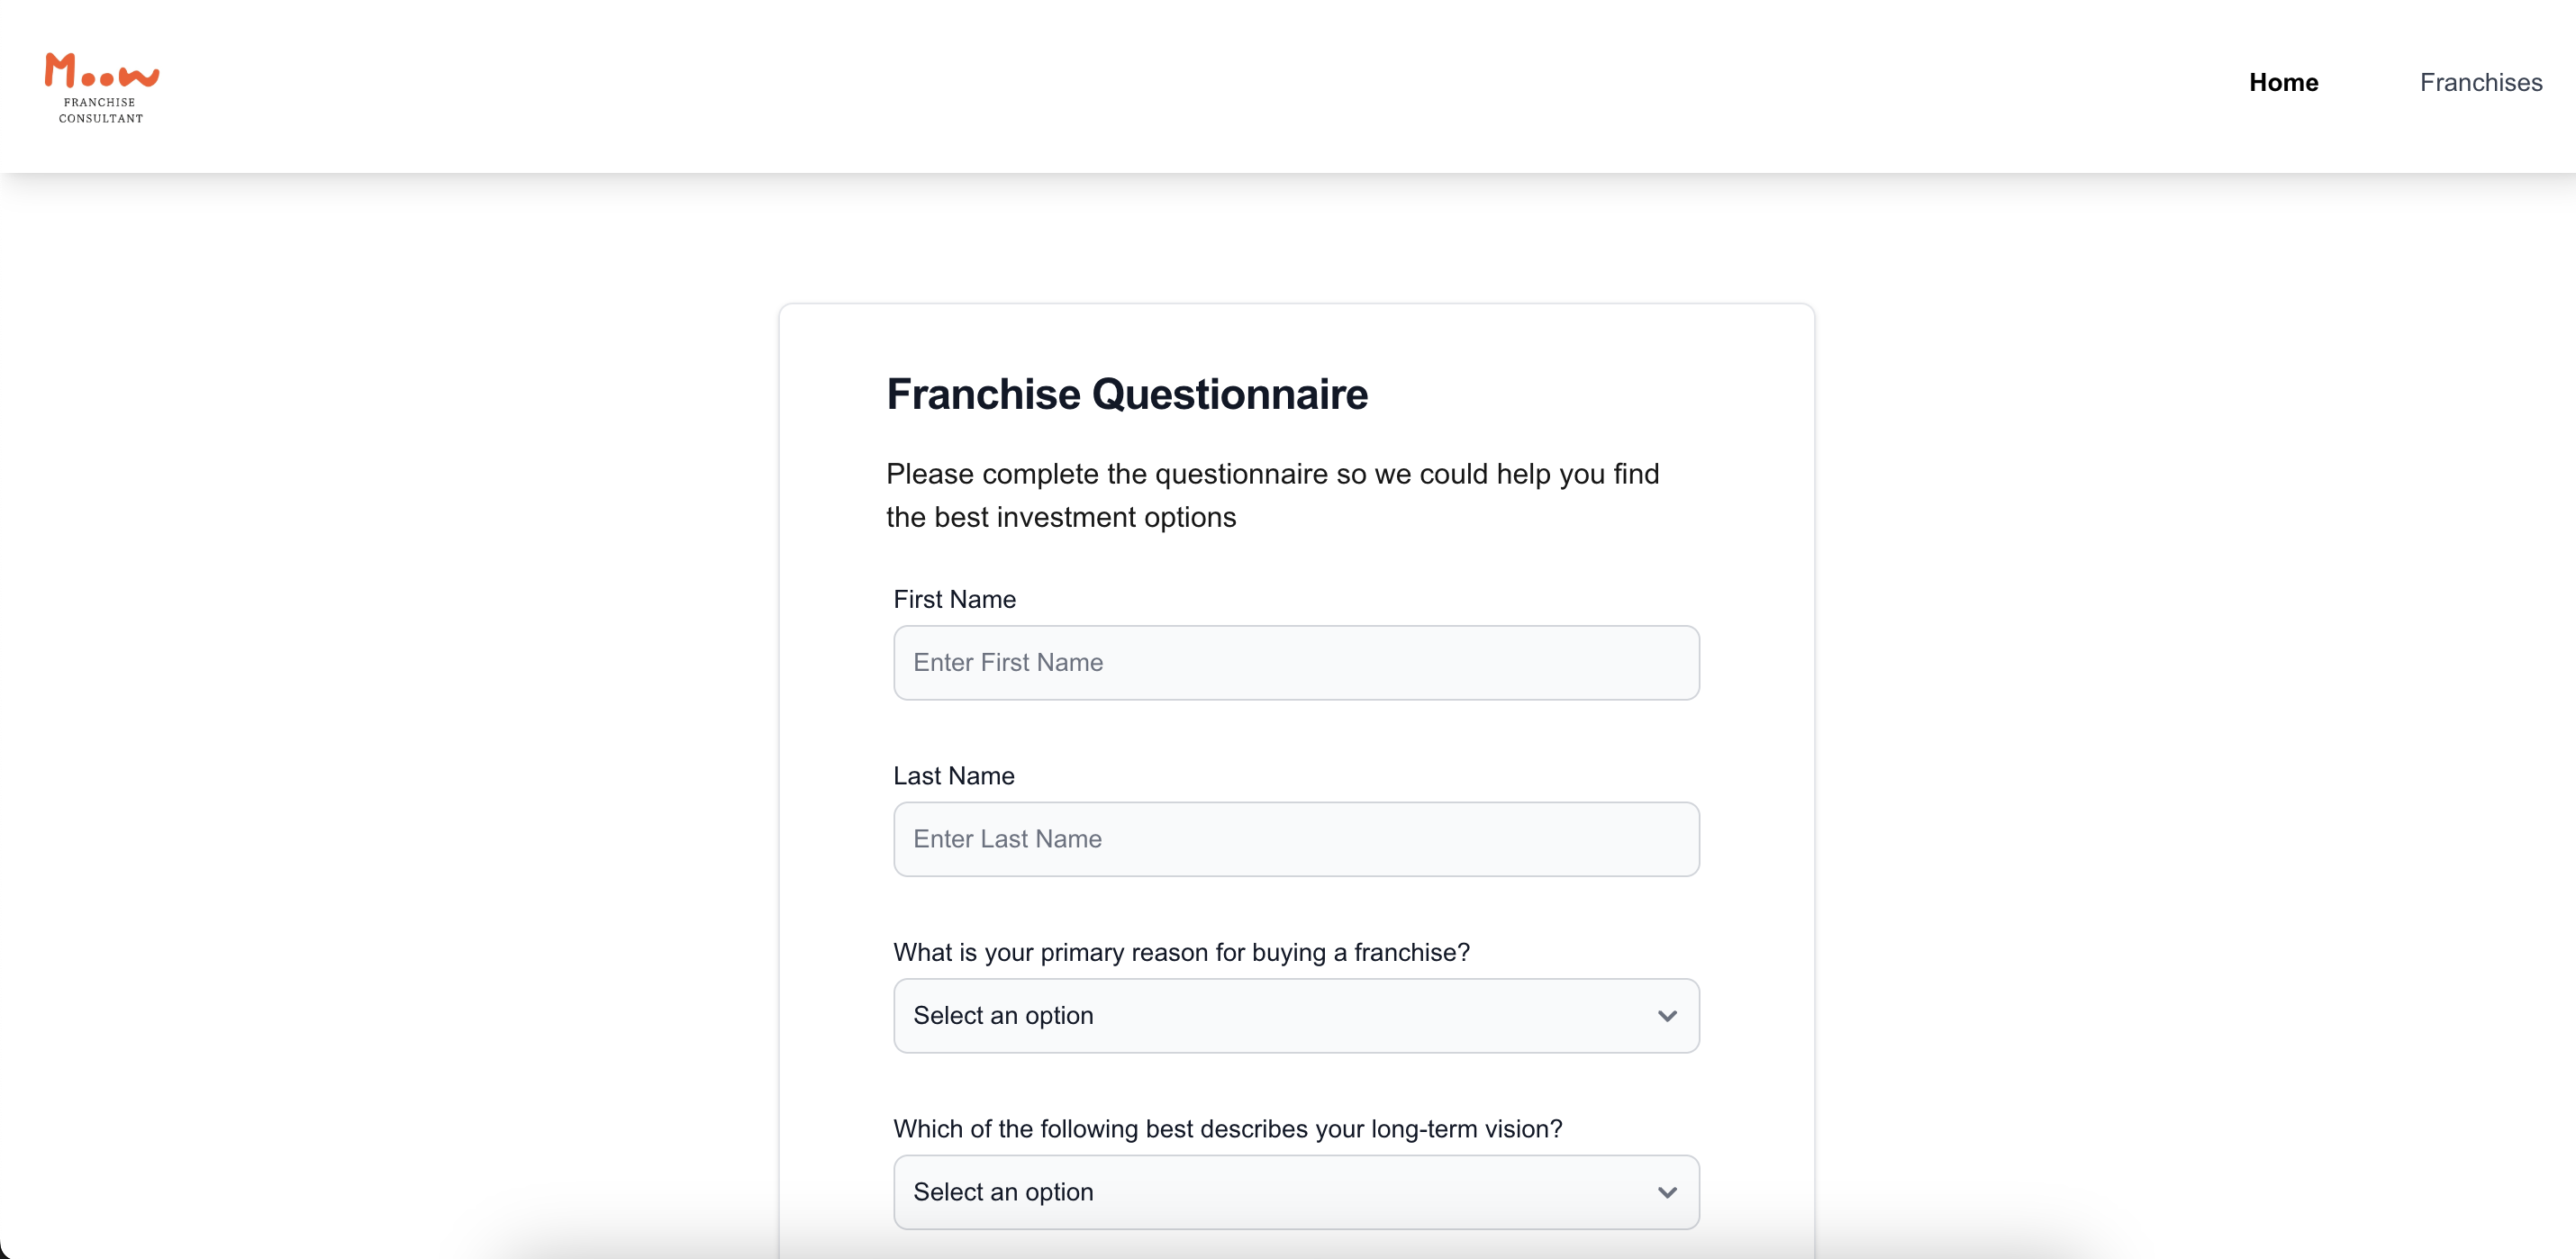 Moow
FRANCHISE
CONSULTANT
Home
Franchises
Franchise Questionnaire
Please complete the questionnaire so we could help you find
the best investment options
First Name
Enter First Name
Last Name
Enter Last Name
What is your primary reason for buying a franchise?
Select an option
Which of the following best describes your long-term vision?
Select an option